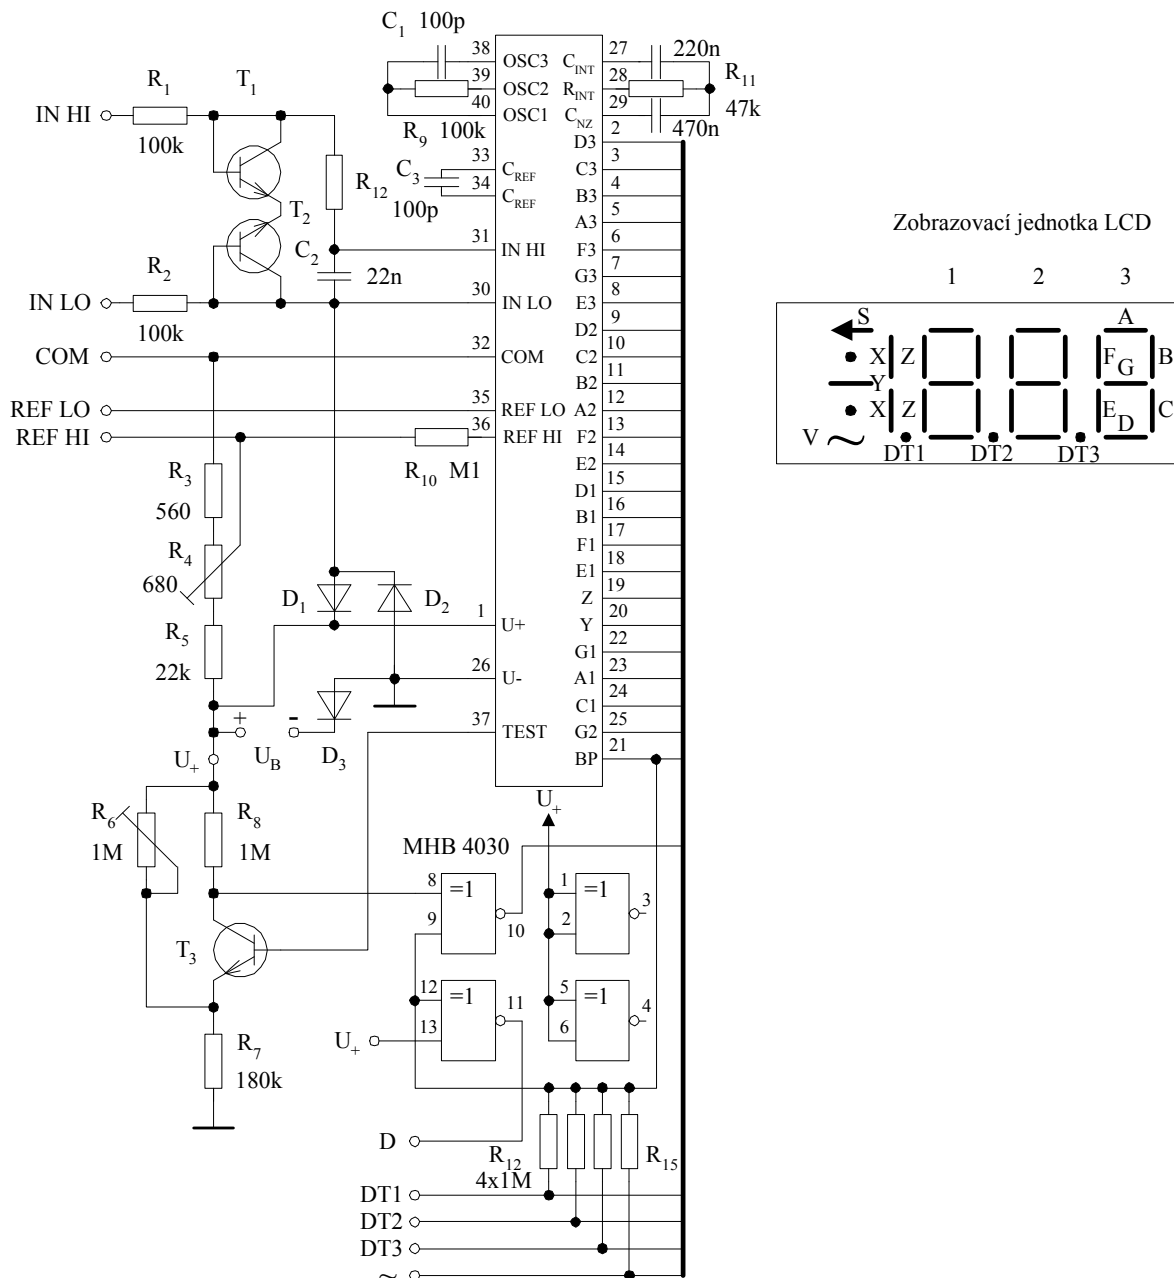 C1 100p
38 OSC3 CINT 27 220n
39 OSC2 RINT 28 R11
40 OSC1 CNZ 29 47k
R9 100k
470n
R1 T1
IN HI
100k
33 CREF
C3
34 CREF
100p
R12
T2
C2
22n
31 IN HI
R2
IN LO
100k
30 IN LO
COM
32 COM
REF LO
35 REF LO
REF HI
36 REF HI
R10 M1
R3
560
R4
680
R5
22k
D1 D2
1 U+
26 U-
+ -
UB
D3
37 TEST
U+
D3 2
C3 3
B3 4
A3 5
F3 6
G3 7
E3 8
D2 9
C2 10
B2 11
A2 12
F2 13
E2 14
D1 15
B1 16
F1 17
E1 18
Z 19
Y 20
G1 22
A1 23
C1 24
G2 25
BP 21
Zobrazovací jednotka LCD
1 2 3
S A
X Z F G B
Y
X Z E D C
V ~ DT1 DT2 DT3
R6
1M
R8
1M
T3
R7
180k
U+
MHB 4030
8 =1
9 10
1 =1 3
2
12 =1 11
13
U+
5 =1 4
6
D
R12 R15
4x1M
DT1
DT2
DT3
~